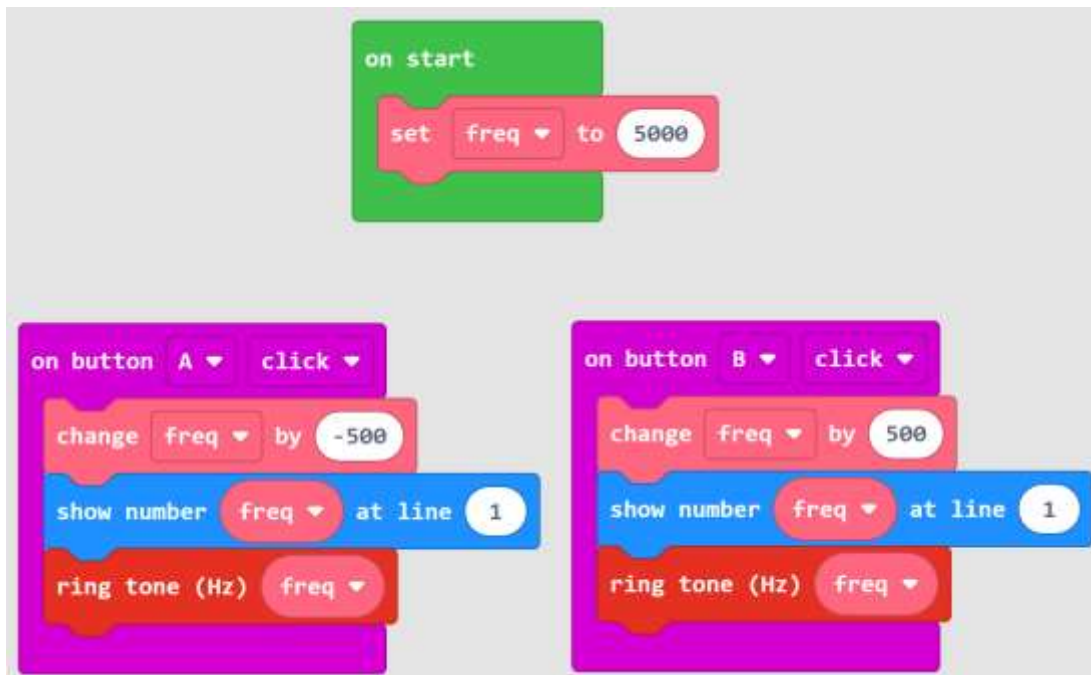 on start
set freq to 5000
on button A click
change freq by -500
show number freq at line 1
ring tone (Hz) freq
on button B click
change freq by 500
show number freq at line 1
ring tone (Hz) freq